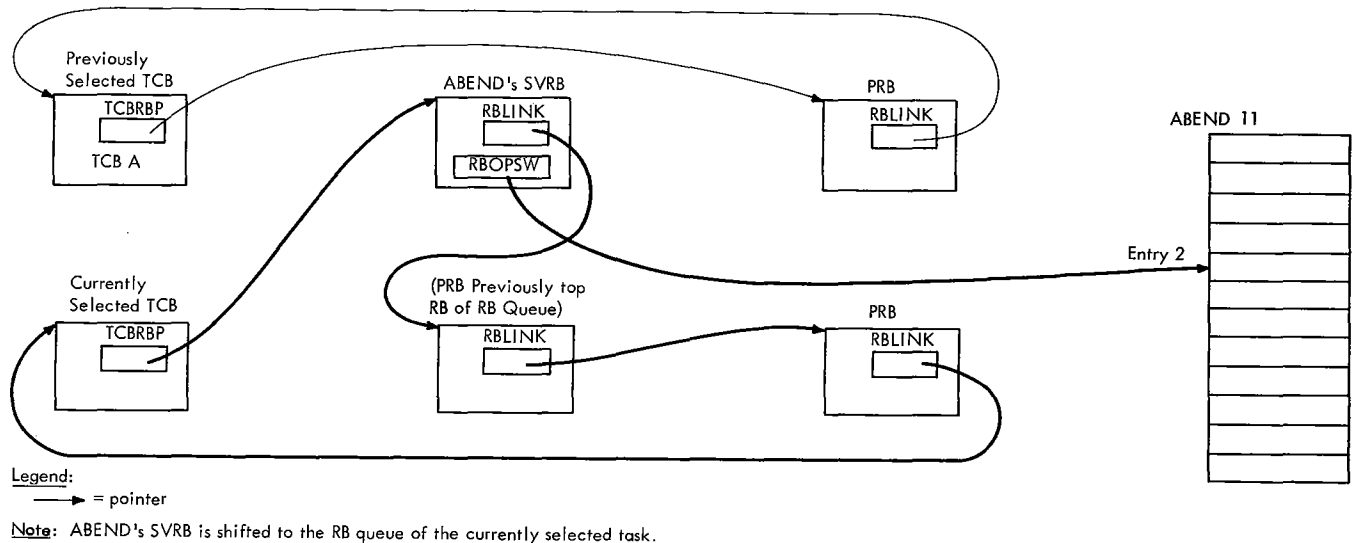 Previously
Selected TCB
TCBRBP
TCB A
ABEND's SVRB
RBLINK
RBOPSW
PRB
RBLINK
ABEND 11
Entry 2
Currently
Selected TCB
TCBRBP
(PRB Previously top
RB of RB Queue)
RBLINK
PRB
RBLINK
Legend:
= pointer
Note: ABEND's SVRB is shifted to the RB queue of the currently selected task.